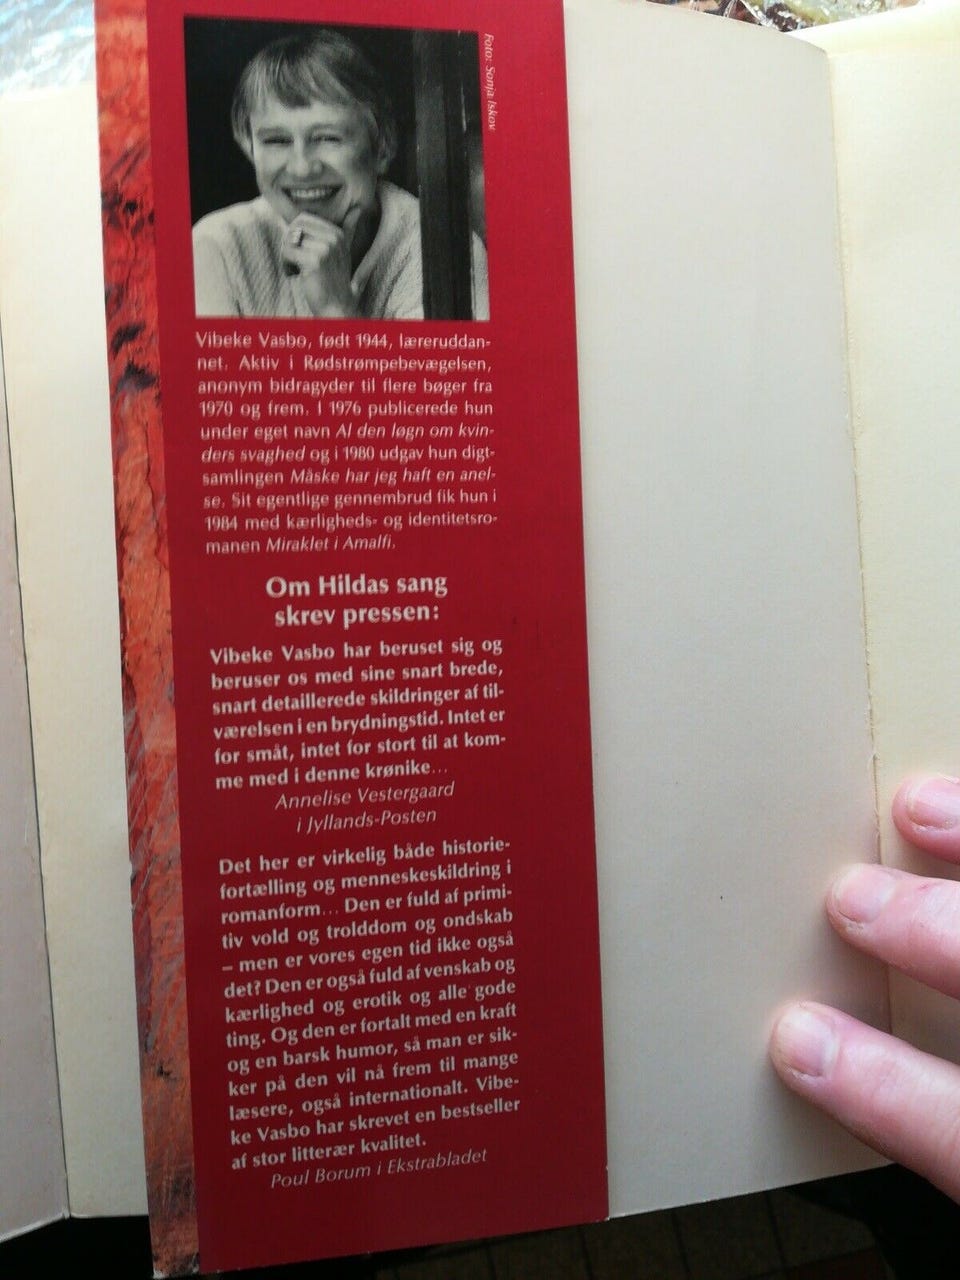 Foto: Sonja Iskov
Vibeke Vasbo, født 1944, læreruddan-
net. Aktiv i Rødstrømpebevægelsen,
anonym bidragyder til flere bøger fra
1970 og frem. I 1976 publicerede hun
under eget navn Al den løgn om kvin-
ders svaghed og i 1980 udgav hun digt-
samlingen Måske har jeg haft en anel-
se. Sit egentlige gennembrud fik hun i
1984 med kærligheds- og identitetsro-
manen Miraklet i Amalfi.
Om Hildas sang
skrev pressen:
Vibeke Vasbo har beruset sig og
beruser os med sine snart brede,
snart detaillerede skildringer af til-
værelsen i en brydningstid. Intet er
for småt, intet for stort til at kom-
me med i denne krønike...
Annelise Vestergaard
i Jyllands-Posten
Det her er virkelig både historie-
fortælling og menneskeskildring i
romanform... Den er fuld af primi-
tiv vold og trolddom og ondskab
– men er vores egen tid ikke også
det? Den er også fuld af venskab og
kærlighed og erotik og alle gode
ting. Og den er fortalt med en kraft
og en barsk humor, så man er sik-
ker på den vil nå frem til mange
læsere, også internationalt. Vibe-
ke Vasbo har skrevet en bestseller
af stor litterær kvalitet.
Poul Borum i Ekstrabladet